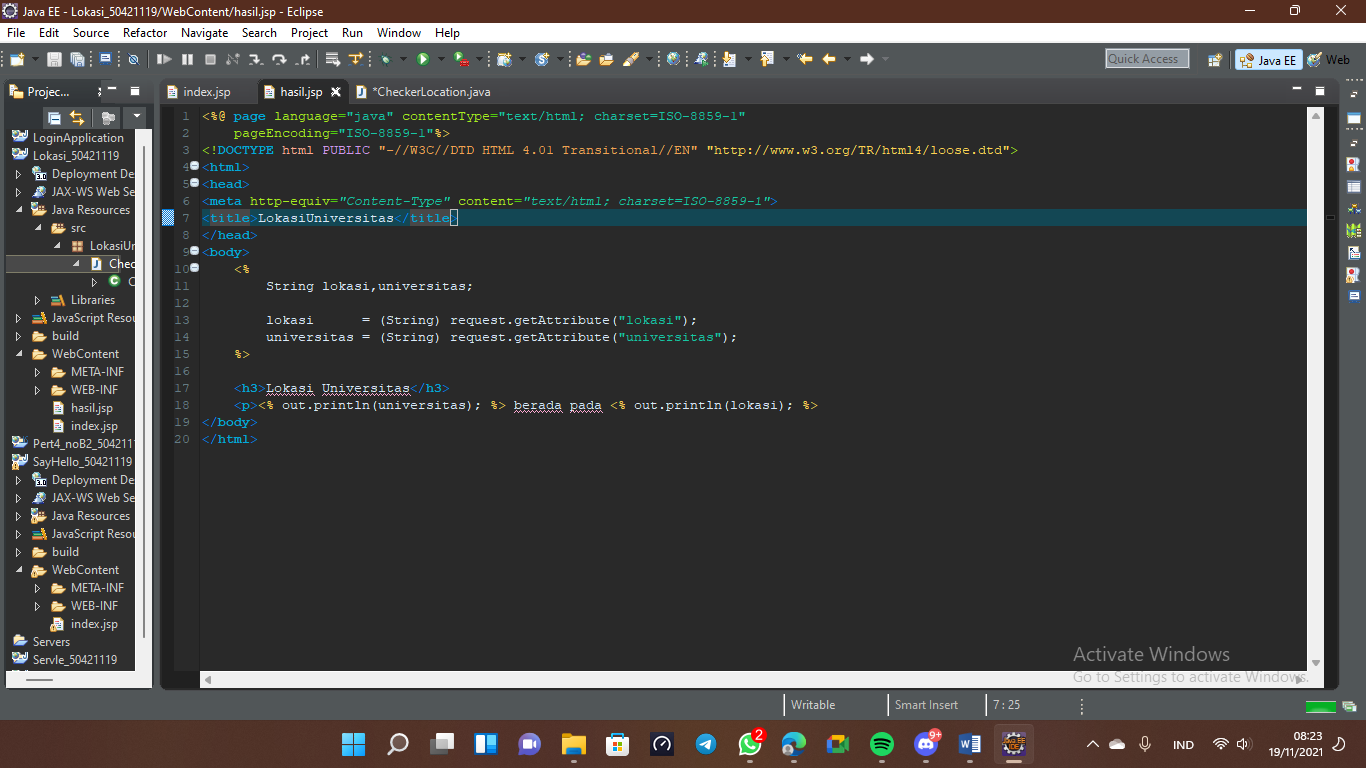 Java EE - Lokasi_50421119/WebContent/hasil.jsp - Eclipse
File Edit Source Refactor Navigate Search Project Run Window Help
Quick Access Java EE Web
Projec...
index.jsp hasil.jsp *CheckerLocation.java
LoginApplication
Lokasi_50421119
Deployment De
JAX-WS Web Se
Java Resources
src
LokasiUn
Chec
C
Libraries
JavaScript Resou
build
WebContent
META-INF
WEB-INF
hasil.jsp
index.jsp
Pert4_noB2_5042111
SayHello_50421119
Deployment De
JAX-WS Web Se
Java Resources
JavaScript Resou
build
WebContent
META-INF
WEB-INF
index.jsp
Servers
Servle_50421119
1 <%@ page language="java" contentType="text/html; charset=ISO-8859-1"
2 pageEncoding="ISO-8859-1"%>
3 <!DOCTYPE html PUBLIC "-//W3C//DTD HTML 4.01 Transitional//EN" "http://www.w3.org/TR/html4/loose.dtd">
4 <html>
5 <head>
6 <meta http-equiv="Content-Type" content="text/html; charset=ISO-8859-1">
7 <title>LokasiUniversitas</title>
8 </head>
9 <body>
10 <%
11 String lokasi,universitas;
12
13 lokasi = (String) request.getAttribute("lokasi");
14 universitas = (String) request.getAttribute("universitas");
15 %>
16
17 <h3>Lokasi Universitas</h3>
18 <p><% out.println(universitas); %> berada pada <% out.println(lokasi); %>
19 </body>
20 </html>
Activate Windows
Go to Settings to activate Windows.
Writable Smart Insert 7 : 25
2
9+
Java EE
IDE
IND
08:23
19/11/2021